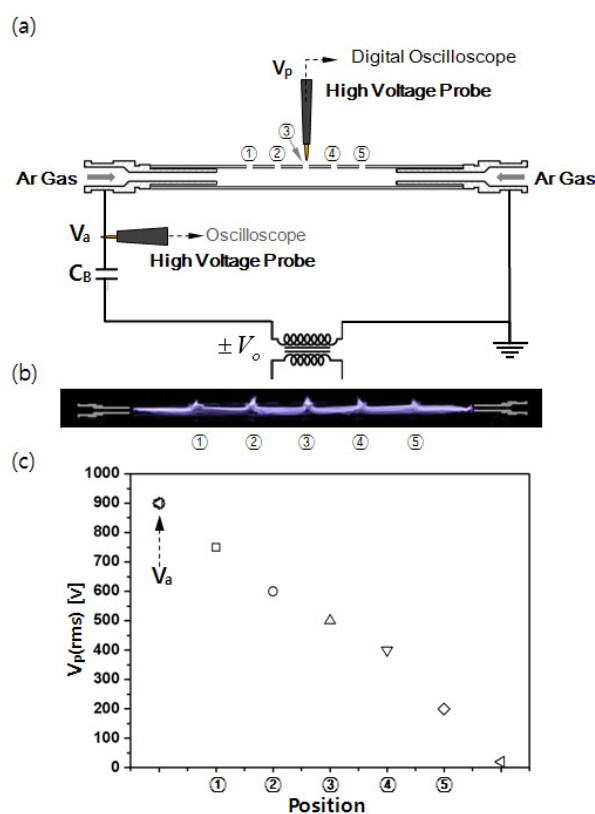 (a)
Vp
Digital Oscilloscope
High Voltage Probe
③
① ② ④ ⑤
Ar Gas
Ar Gas
Va
Oscilloscope
High Voltage Probe
CB
± Vo
(b)
① ② ③ ④ ⑤
(c)
1000
900
800
700
600
500
400
300
200
100
0
Va
Vp(rms) [V]
① ② ③ ④ ⑤
Position